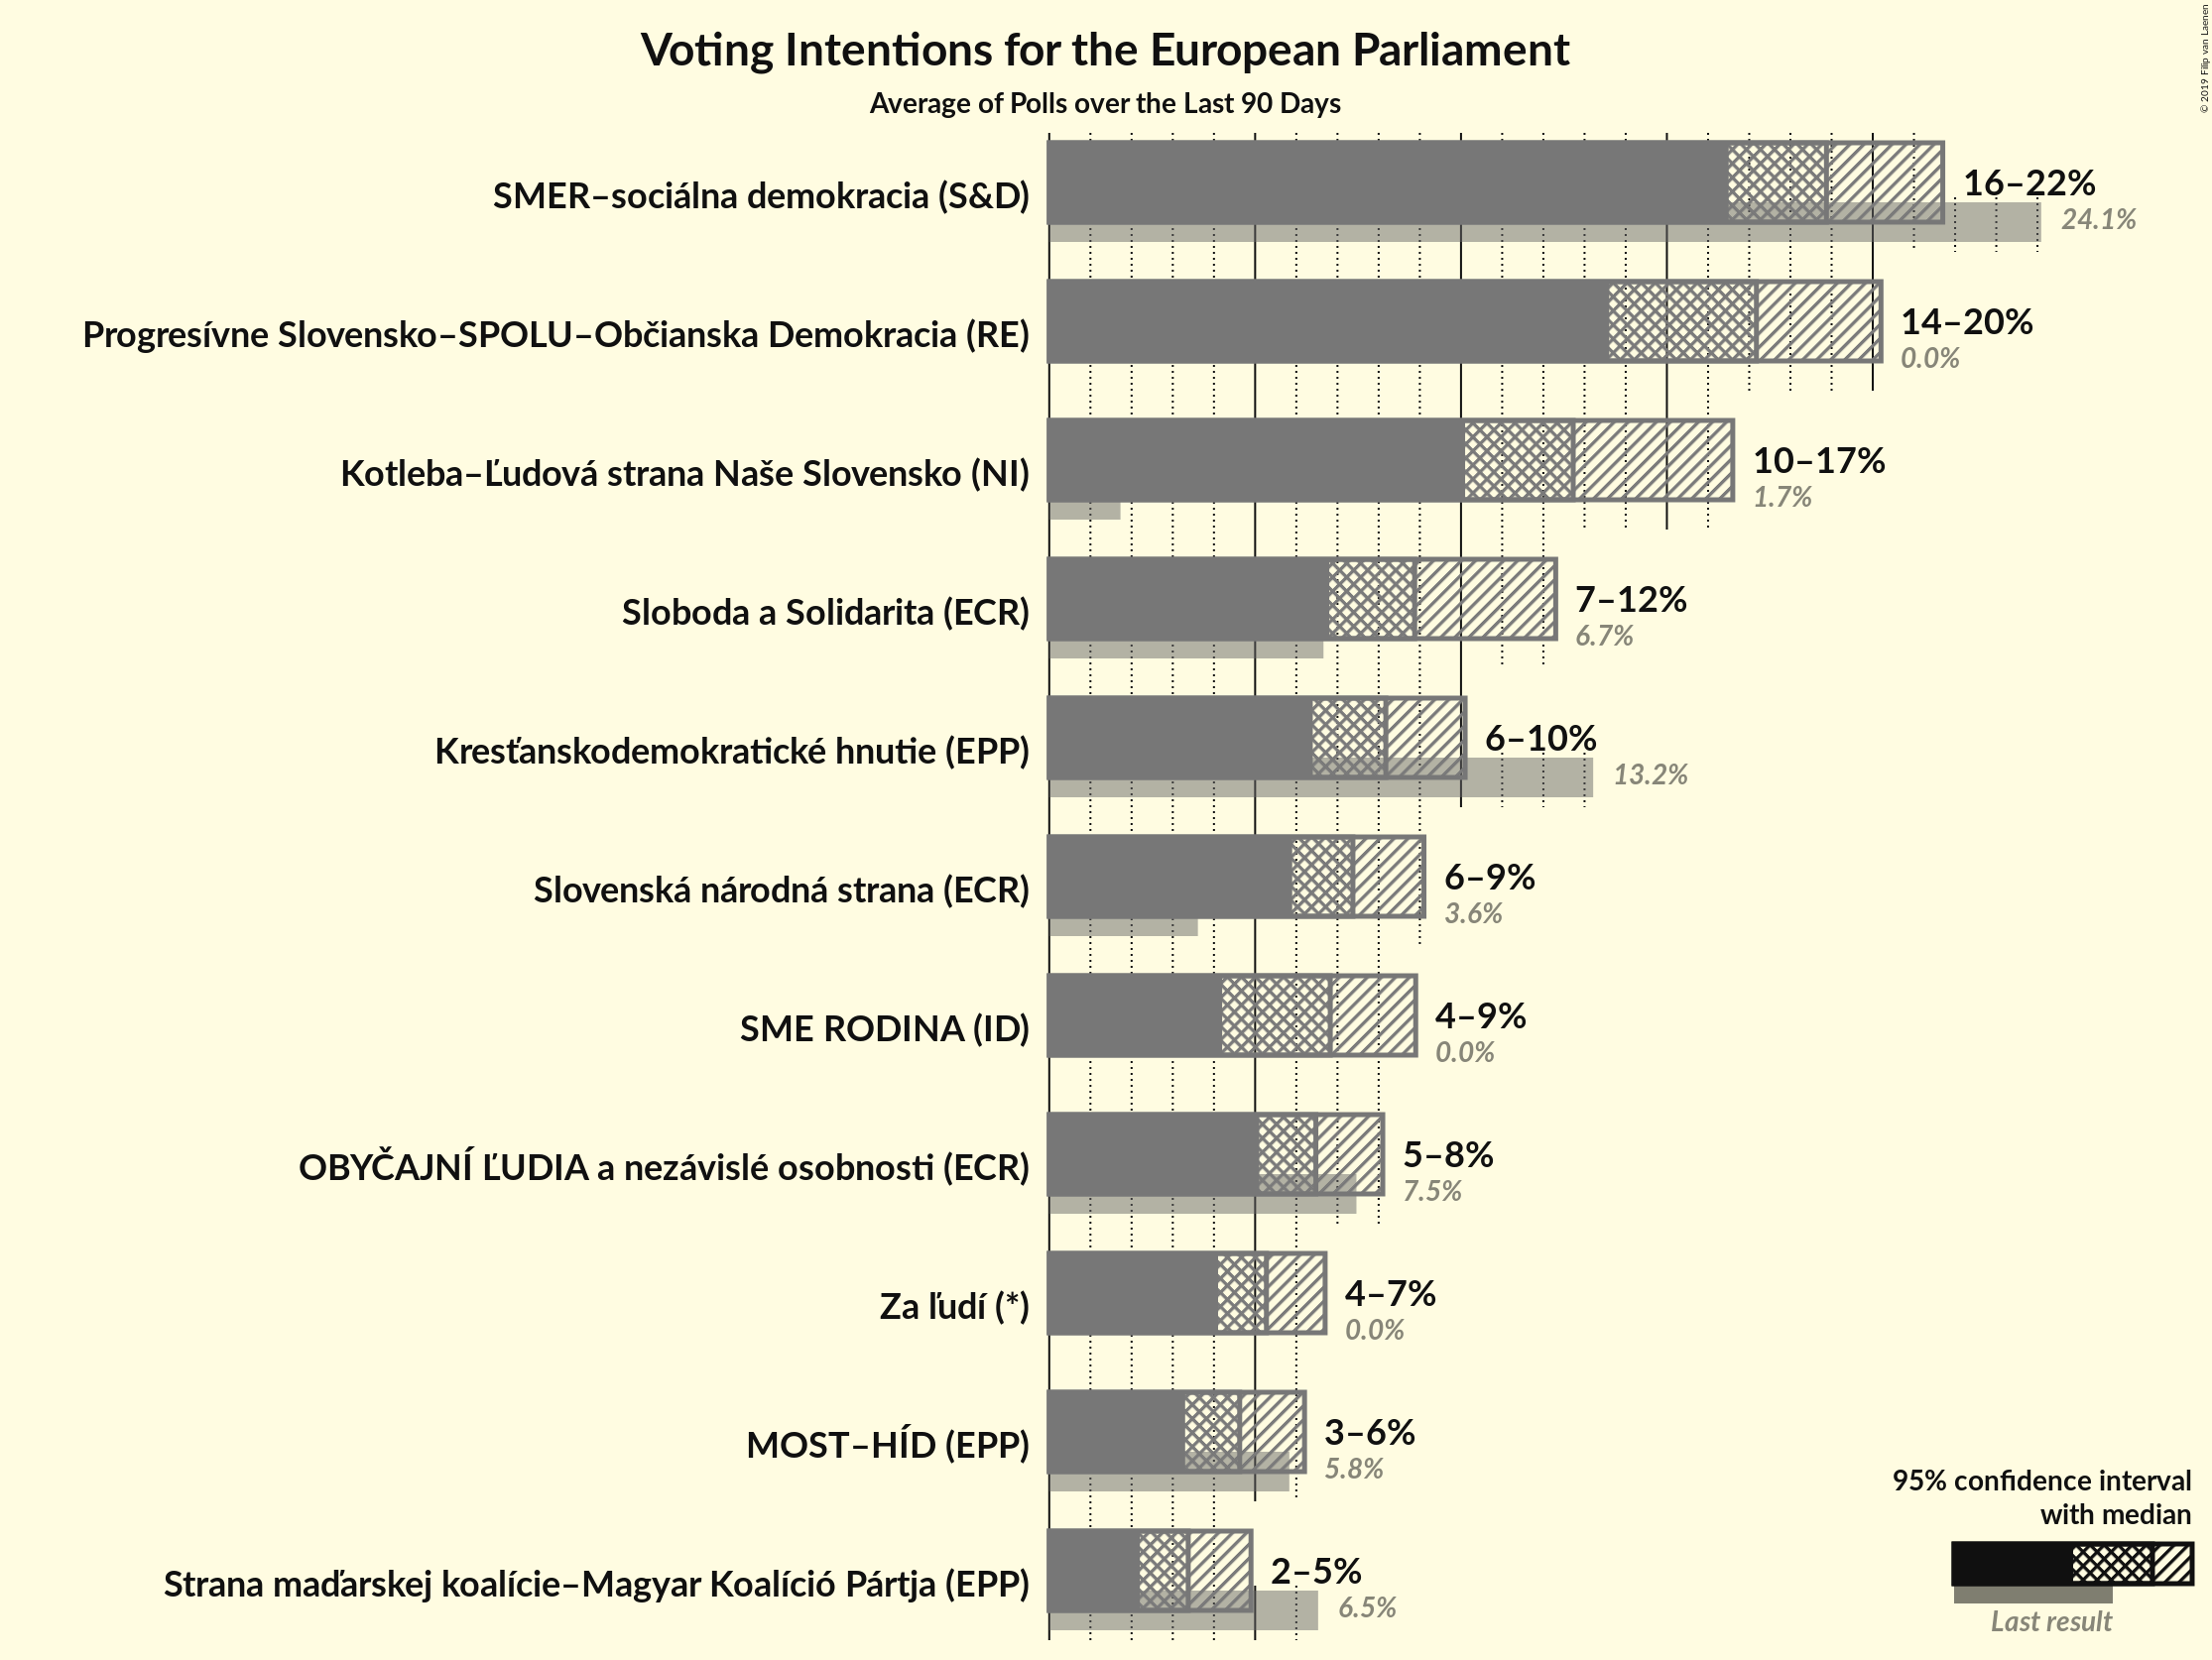 Voting Intentions for the European Parliament
Average of Polls over the Last 90 Days
© 2019 Filip van Laenen
SMER–sociálna demokracia (S&D)
16–22%
24.1%
Progresívne Slovensko–SPOLU–Občianska Demokracia (RE)
14–20%
0.0%
Kotleba–Ľudová strana Naše Slovensko (NI)
10–17%
1.7%
Sloboda a Solidarita (ECR)
7–12%
6.7%
Kresťanskodemokratické hnutie (EPP)
6–10%
13.2%
Slovenská národná strana (ECR)
6–9%
3.6%
SME RODINA (ID)
4–9%
0.0%
OBYČAJNÍ ĽUDIA a nezávislé osobnosti (ECR)
5–8%
7.5%
Za ľudí (*)
4–7%
0.0%
MOST–HÍD (EPP)
3–6%
5.8%
Strana maďarskej koalície–Magyar Koalíció Pártja (EPP)
2–5%
6.5%
95% confidence interval
with median
Last result